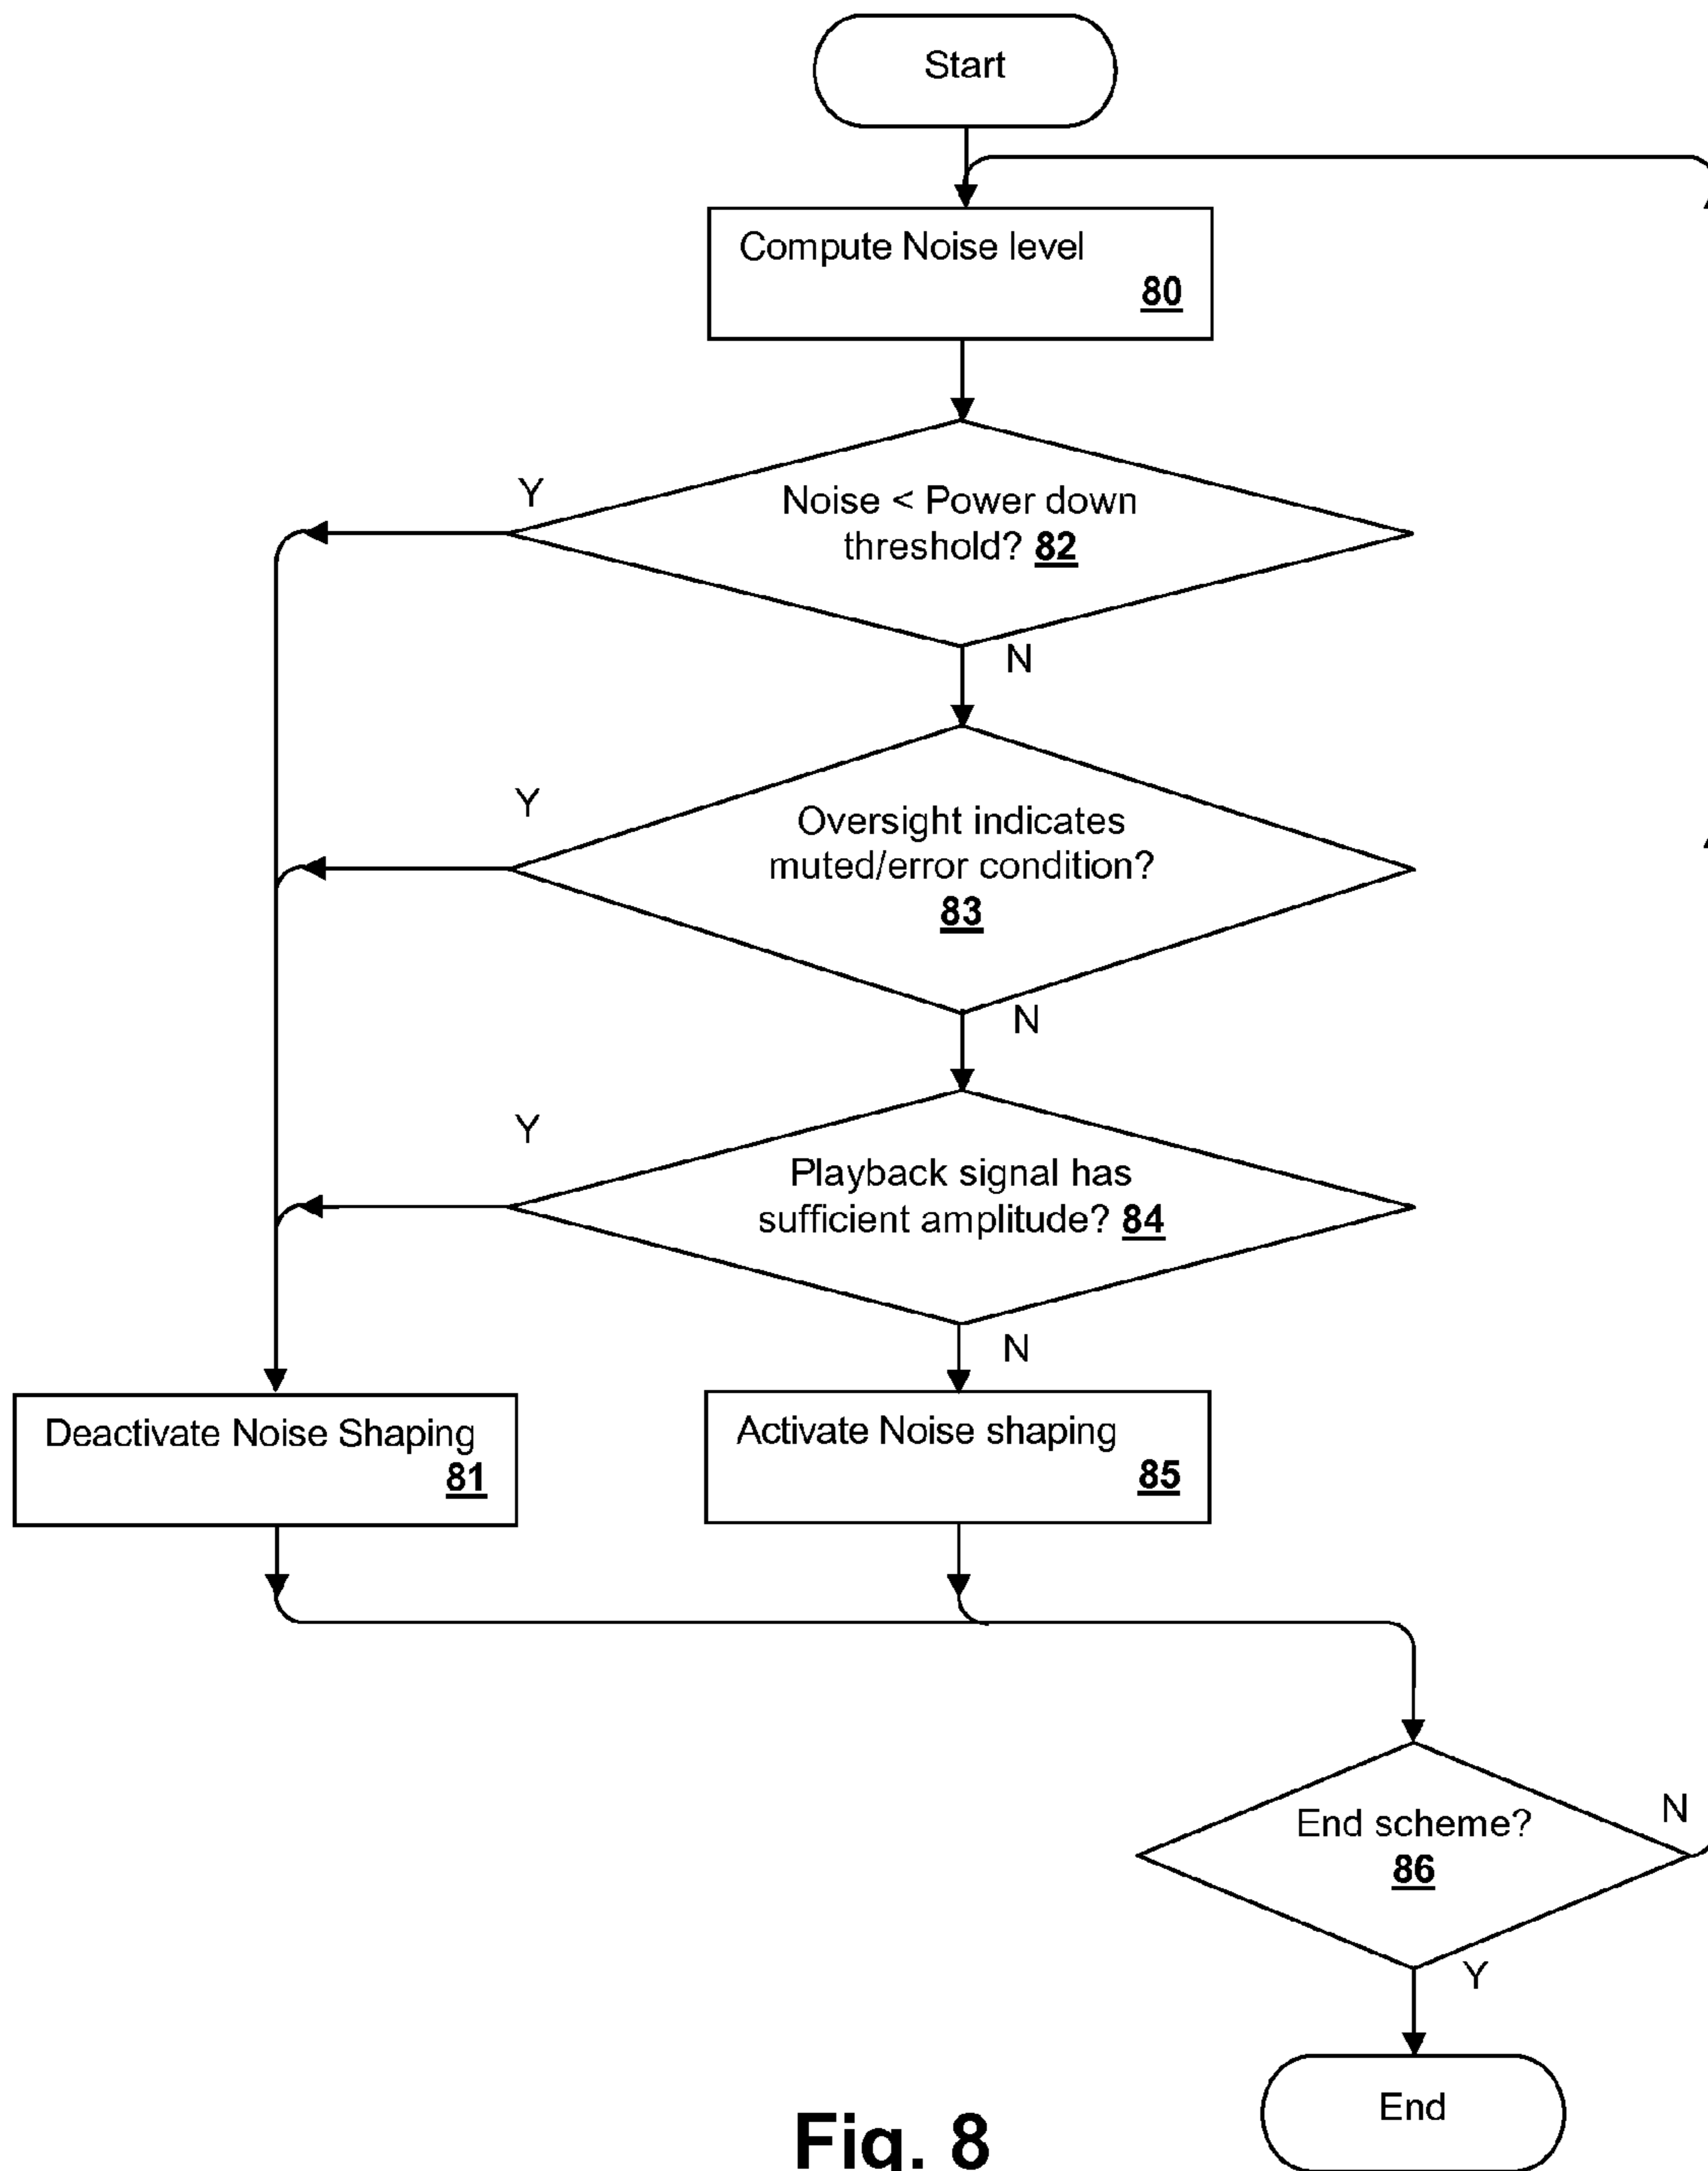 Start
Compute Noise level
80
Y
Noise < Power down
threshold? 82
N
Y
Oversight indicates
muted/error condition?
83
N
Y
Playback signal has
sufficient amplitude? 84
N
Deactivate Noise Shaping
81
Activate Noise shaping
85
End scheme?
86
N
Y
End
Fig. 8